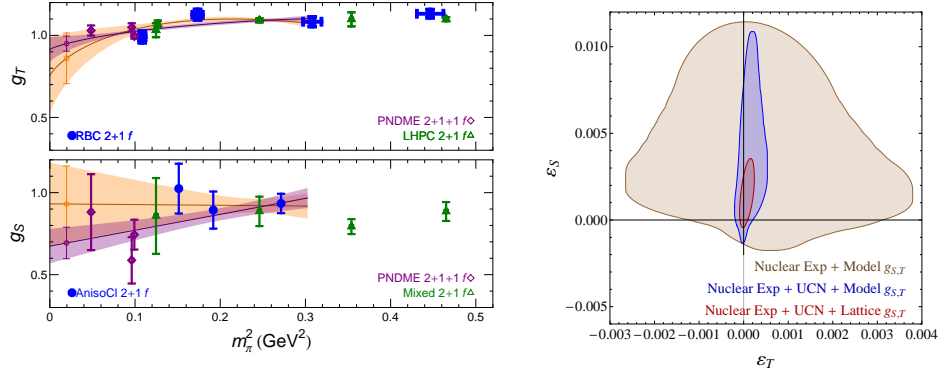 1.0
g_T
0.5
RBC 2+1 f
PNDME 2+1+1 f
LHPC 2+1 f
1.0
g_S
0.5
AnisoCl 2+1 f
PNDME 2+1+1 f
Mixed 2+1 f
0 0.1 0.2 0.3 0.4 0.5
m_π^2 (GeV^2)
0.010
0.005
ε_S
0.000
-0.005
Nuclear Exp + Model g_{S,T}
Nuclear Exp + UCN + Model g_{S,T}
Nuclear Exp + UCN + Lattice g_{S,T}
-0.003 -0.002 -0.001 0.000 0.001 0.002 0.003 0.004
ε_T